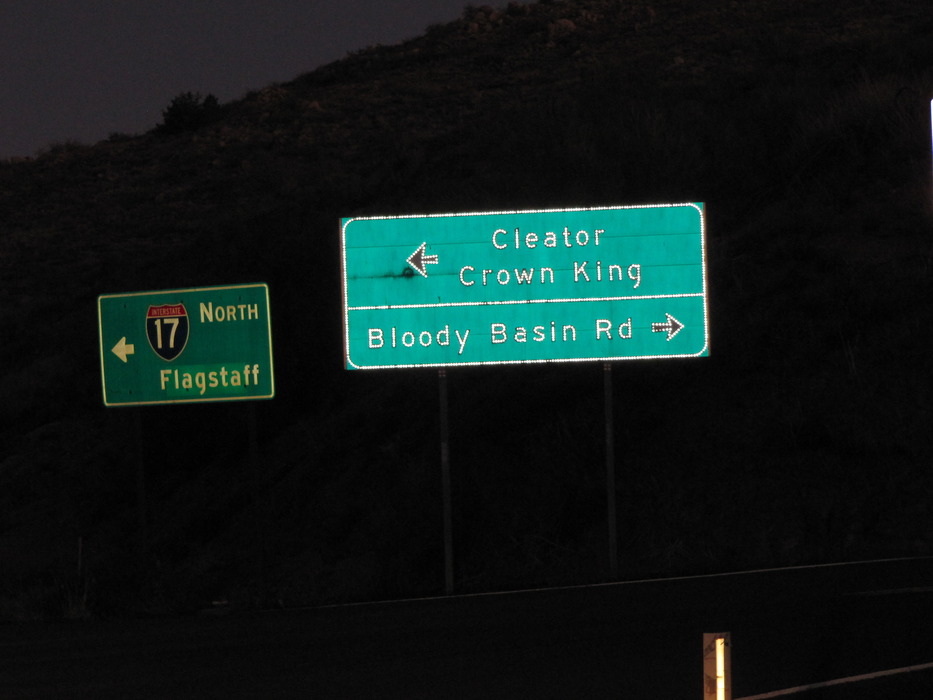 INTERSTATE
17
NORTH
Flagstaff
Cleator
Crown King
Bloody Basin Rd